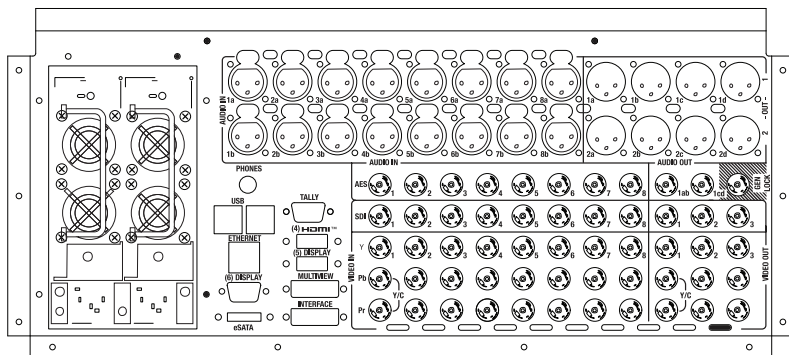 AUDIO IN
1a 2a 3a 4a 5a 6a 7a 8a
1b 2b 3b 4b 5b 6b 7b 8b
1a 1b 1c 1d
2a 2b 2c 2d
1
- OUT -
2
AUDIO IN
AUDIO OUT
PHONES
USB
ETHERNET
(6) DISPLAY
eSATA
TALLY
(4) HDMI™
(5) DISPLAY
MULTIVIEW
INTERFACE
AES
1 2 3 4 5 6 7 8
1ab 1cd
GEN LOCK
SDI
1 2 3 4 5 6 7 8
1 2 3
VIDEO IN
Y
1 2 3 4 5 6 7 8
1 2 3
Pb
Y/C
Y/C
Pr
VIDEO OUT